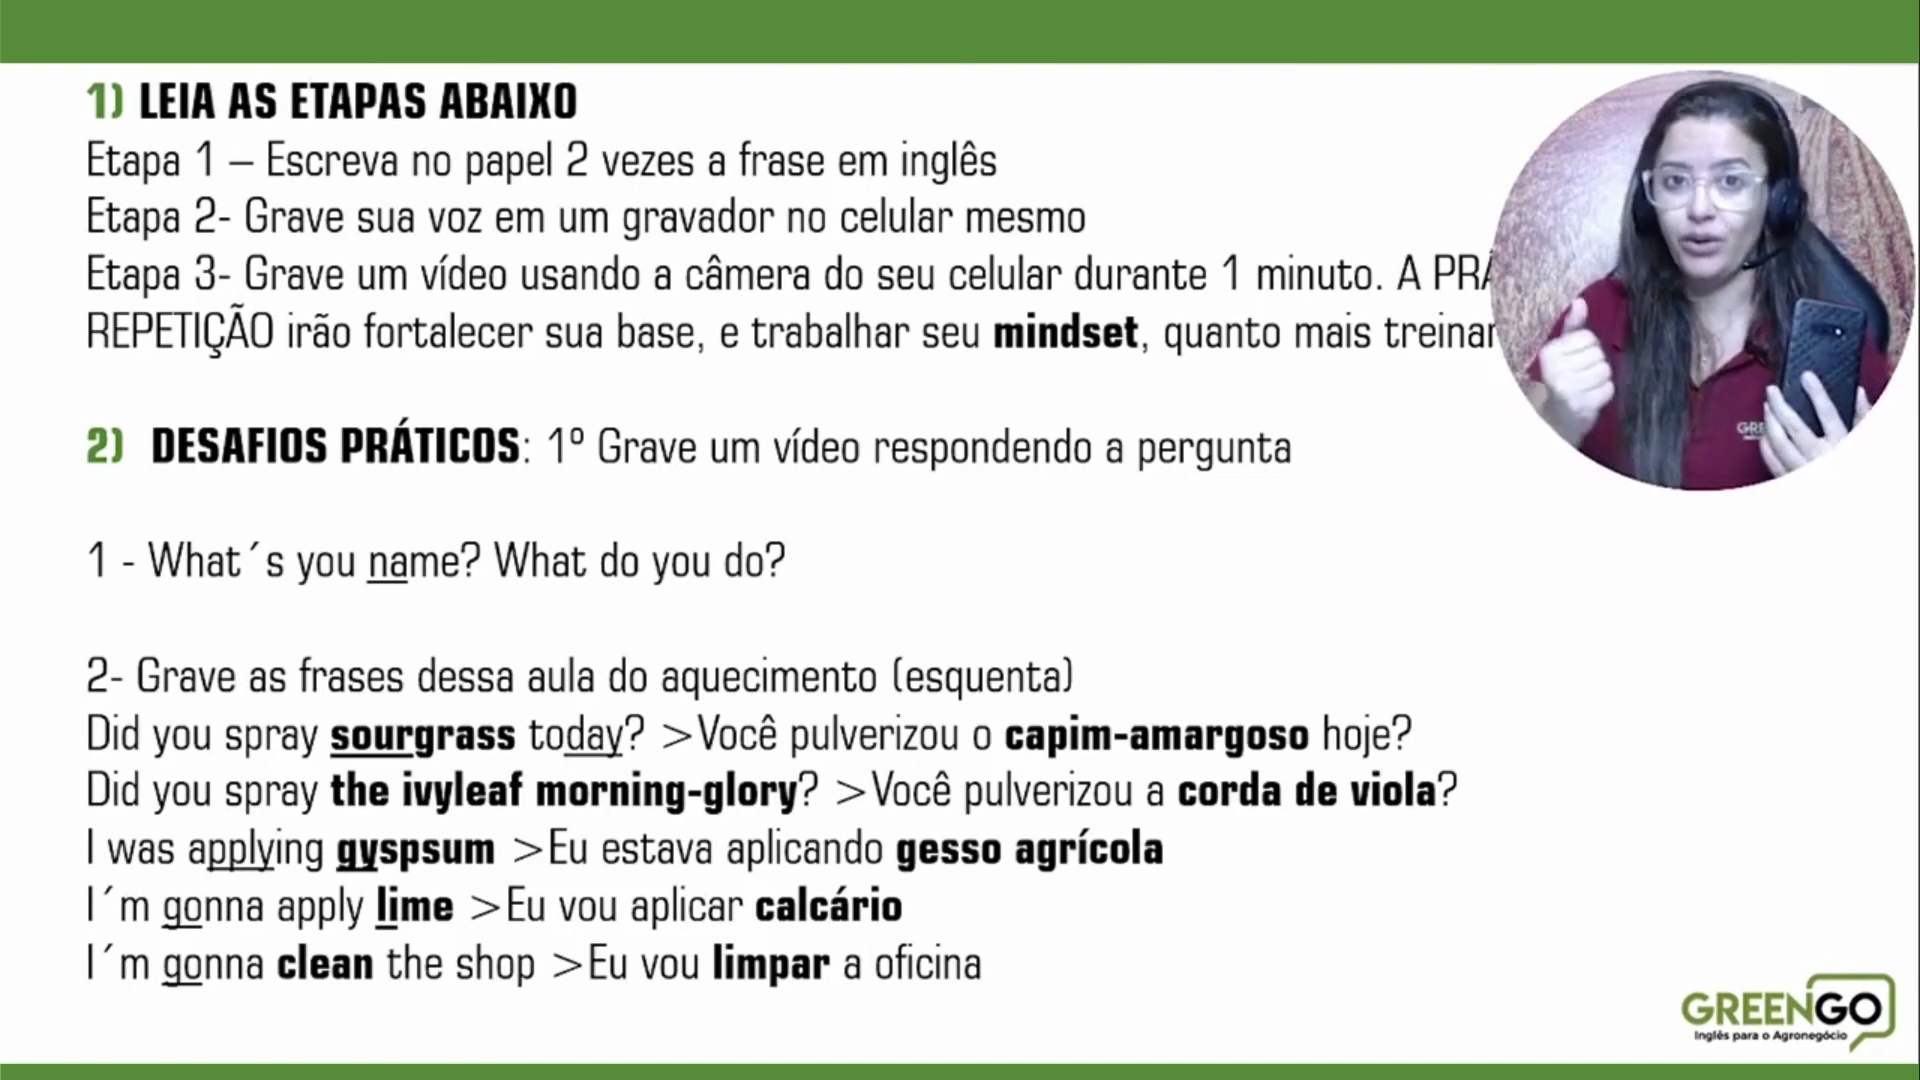 1) LEIA AS ETAPAS ABAIXO
Etapa 1 – Escreva no papel 2 vezes a frase em inglês
Etapa 2- Grave sua voz em um gravador no celular mesmo
Etapa 3- Grave um vídeo usando a câmera do seu celular durante 1 minuto. A
REPETIÇÃO irão fortalecer sua base, e trabalhar seu mindset, quanto mais
2) DESAFIOS PRÁTICOS: 1º Grave um vídeo respondendo a pergunta
1 - What´s you name? What do you do?
2- Grave as frases dessa aula do aquecimento (esquenta)
Did you spray sourgrass today? >Você pulverizou o capim-amargoso hoje?
Did you spray the ivyleaf morning-glory? >Você pulverizou a corda de viola?
I was applying gyspsum >Eu estava aplicando gesso agrícola
I´m gonna apply lime >Eu vou aplicar calcário
I´m gonna clean the shop >Eu vou limpar a oficina
GREENGO
Inglês para o Agronegócio